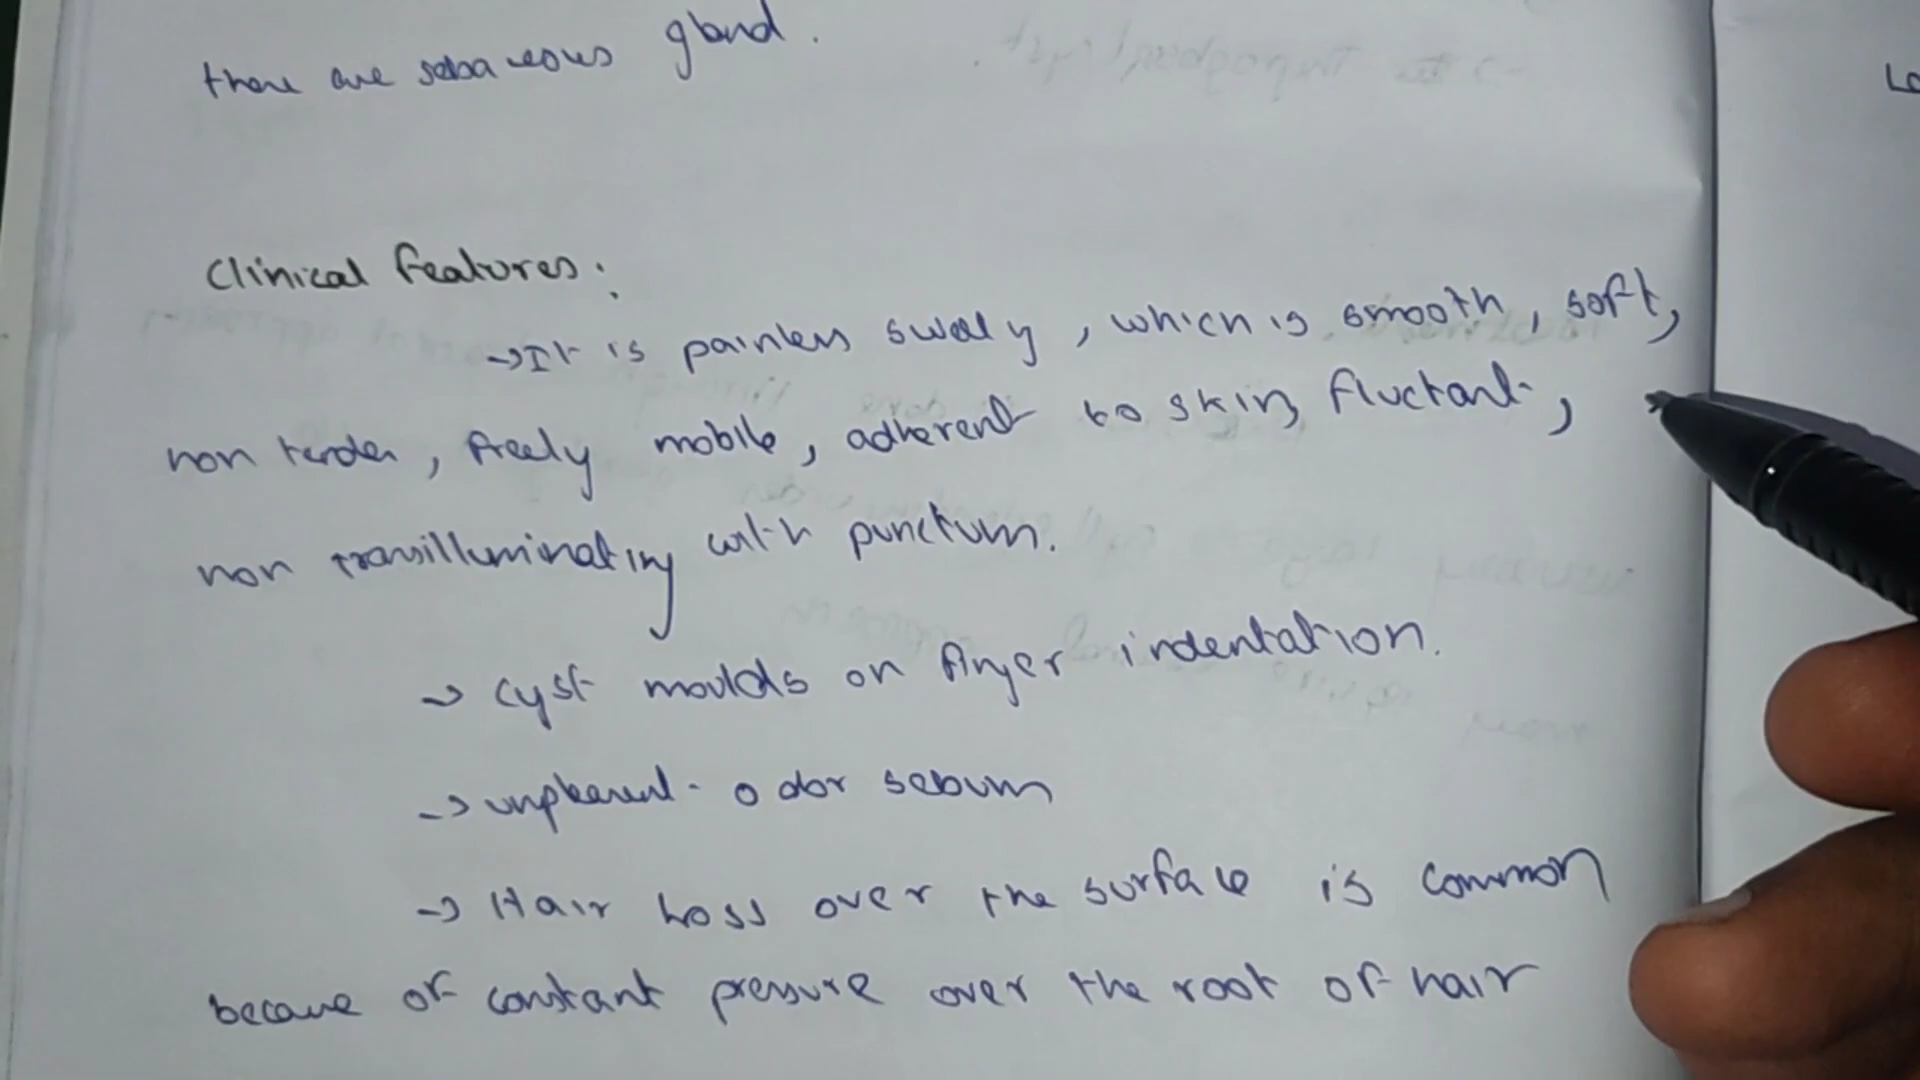 there are sebaceous gland.
Clinical features:
→ It is painless swelly, which is smooth, soft,
non tender, freely mobile, adherent to skin, fluctant,
non transilluminating with punctum.
→ Cyst moulds on finger indentation.
→ unpleasant odor sebum
→ Hair loss over the surface is common
because of constant pressure over the root of hair
Lo